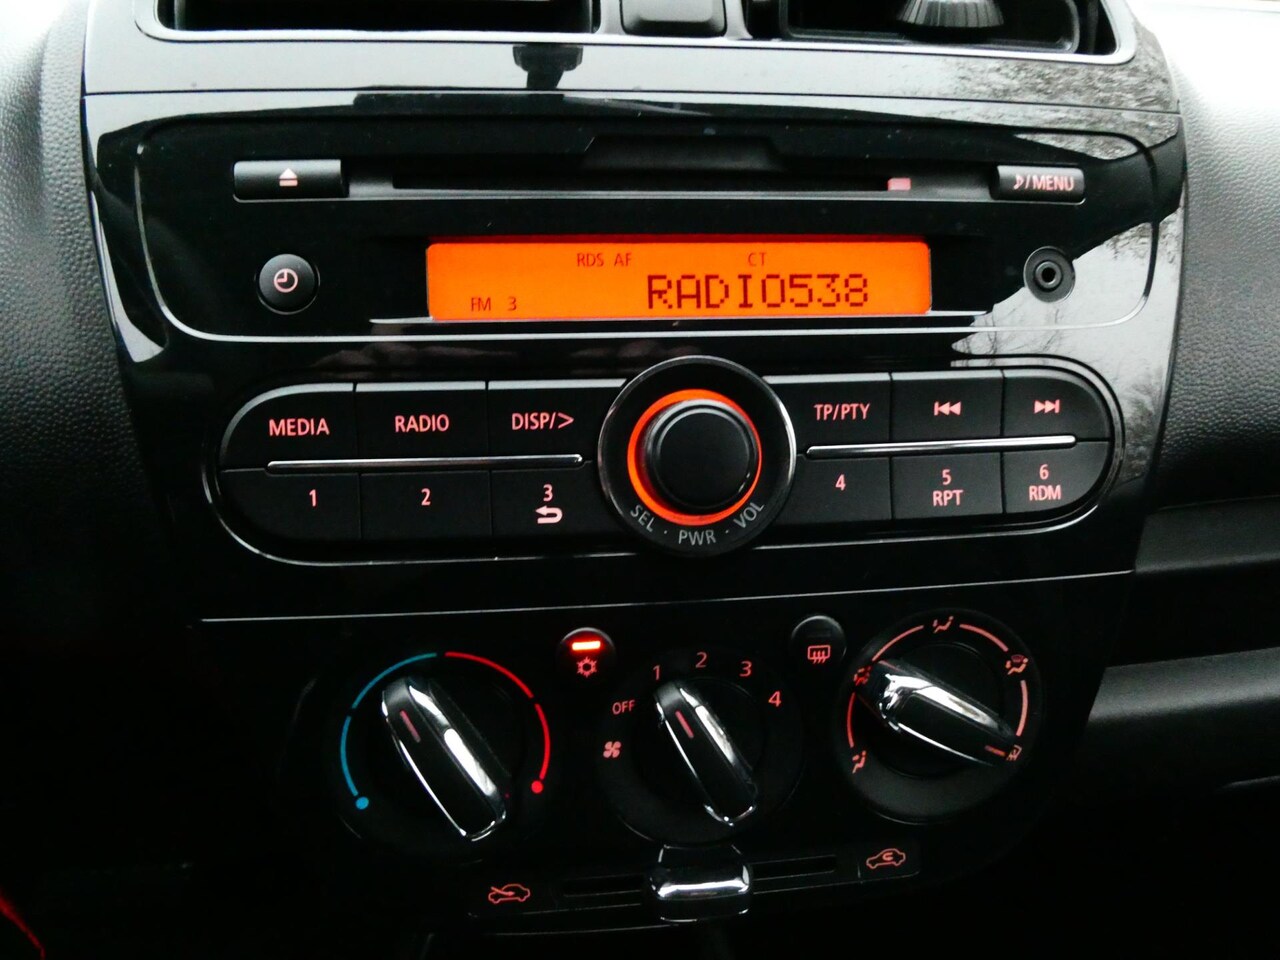 ♪/MENU
RDS AF CT
FM 3 RADIO538
MEDIA RADIO DISP/> TP/PTY
1 2 3 4 5 6
RPT RDM
SEL · PWR · VOL
OFF 1 2 3 4